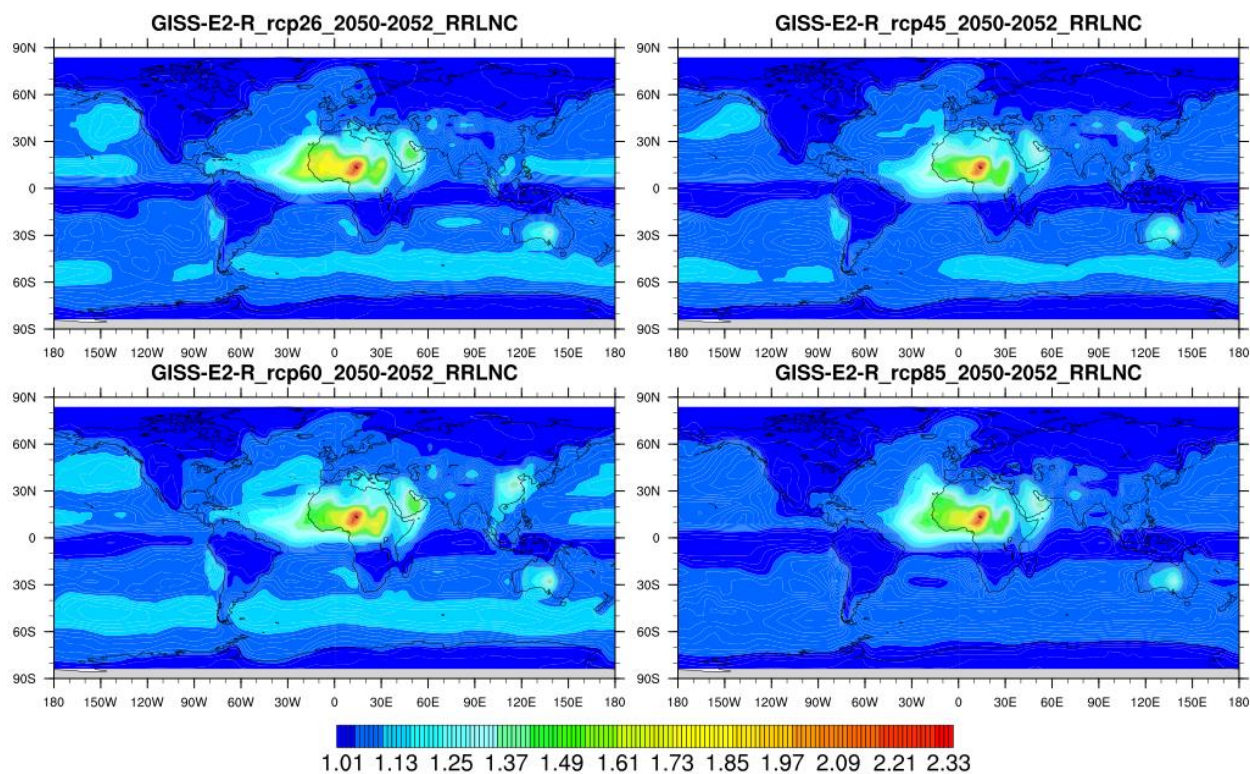 GISS-E2-R_rcp26_2050-2052_RRLNC
GISS-E2-R_rcp45_2050-2052_RRLNC
90N
60N
30N
0
30S
60S
90S
180 150W 120W 90W 60W 30W 0 30E 60E 90E 120E 150E 180
90N
60N
30N
0
30S
60S
90S
180 150W 120W 90W 60W 30W 0 30E 60E 90E 120E 150E 180
GISS-E2-R_rcp60_2050-2052_RRLNC
GISS-E2-R_rcp85_2050-2052_RRLNC
90N
60N
30N
0
30S
60S
90S
180 150W 120W 90W 60W 30W 0 30E 60E 90E 120E 150E 180
90N
60N
30N
0
30S
60S
90S
180 150W 120W 90W 60W 30W 0 30E 60E 90E 120E 150E 180
1.01 1.13 1.25 1.37 1.49 1.61 1.73 1.85 1.97 2.09 2.21 2.33